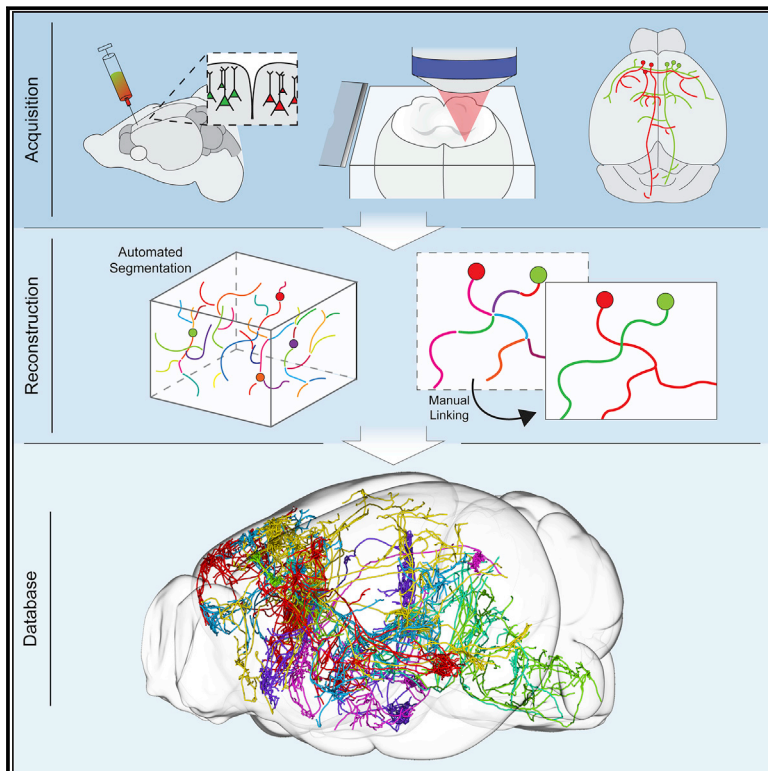 Acquisition
Reconstruction
Automated
Segmentation
Manual
Linking
Database